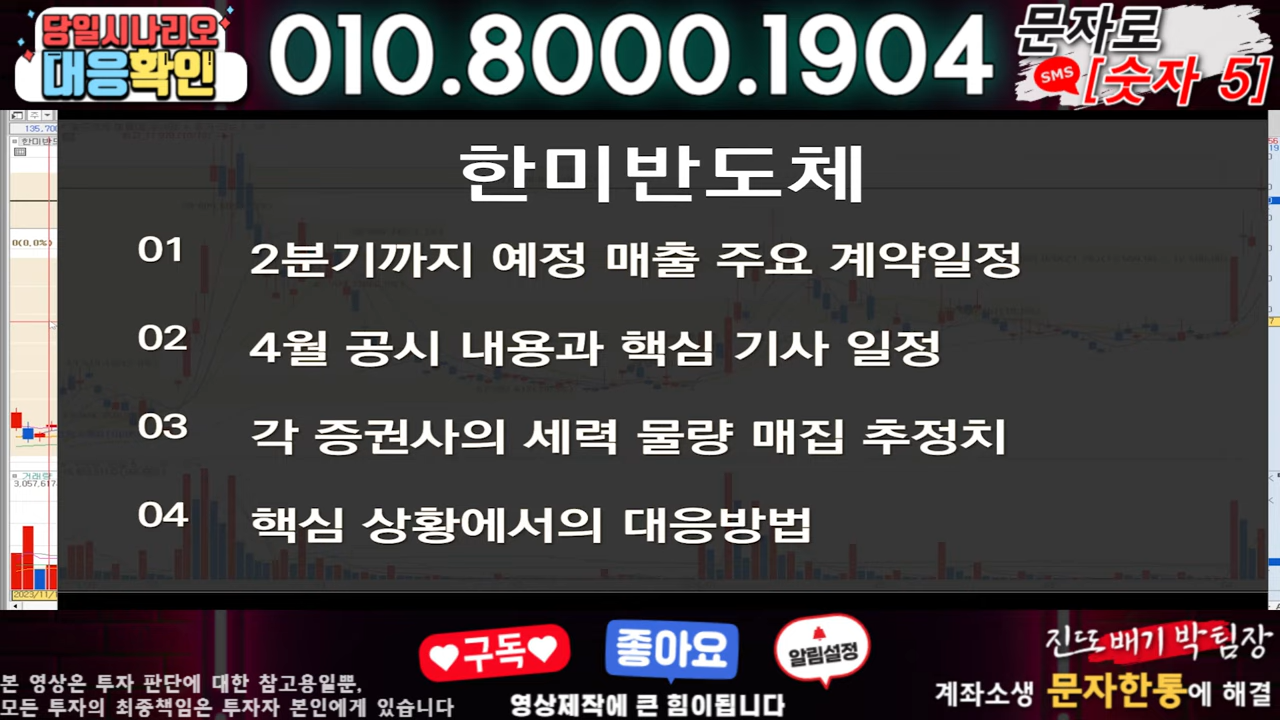 당일시나리오
대응확인
010.8000.1904
문자로
SMS
[숫자 5]
한미반도체
01 2분기까지 예정 매출 주요 계약일정
02 4월 공시 내용과 핵심 기사 일정
03 각 증권사의 세력 물량 매집 추정치
04 핵심 상황에서의 대응방법
구독
좋아요
알림설정
영상제작에 큰 힘이됩니다
본 영상은 투자 판단에 대한 참고용일뿐,
모든 투자의 최종책임은 투자자 본인에게 있습니다
진또배기 박팀장
계좌소생 문자한통에 해결